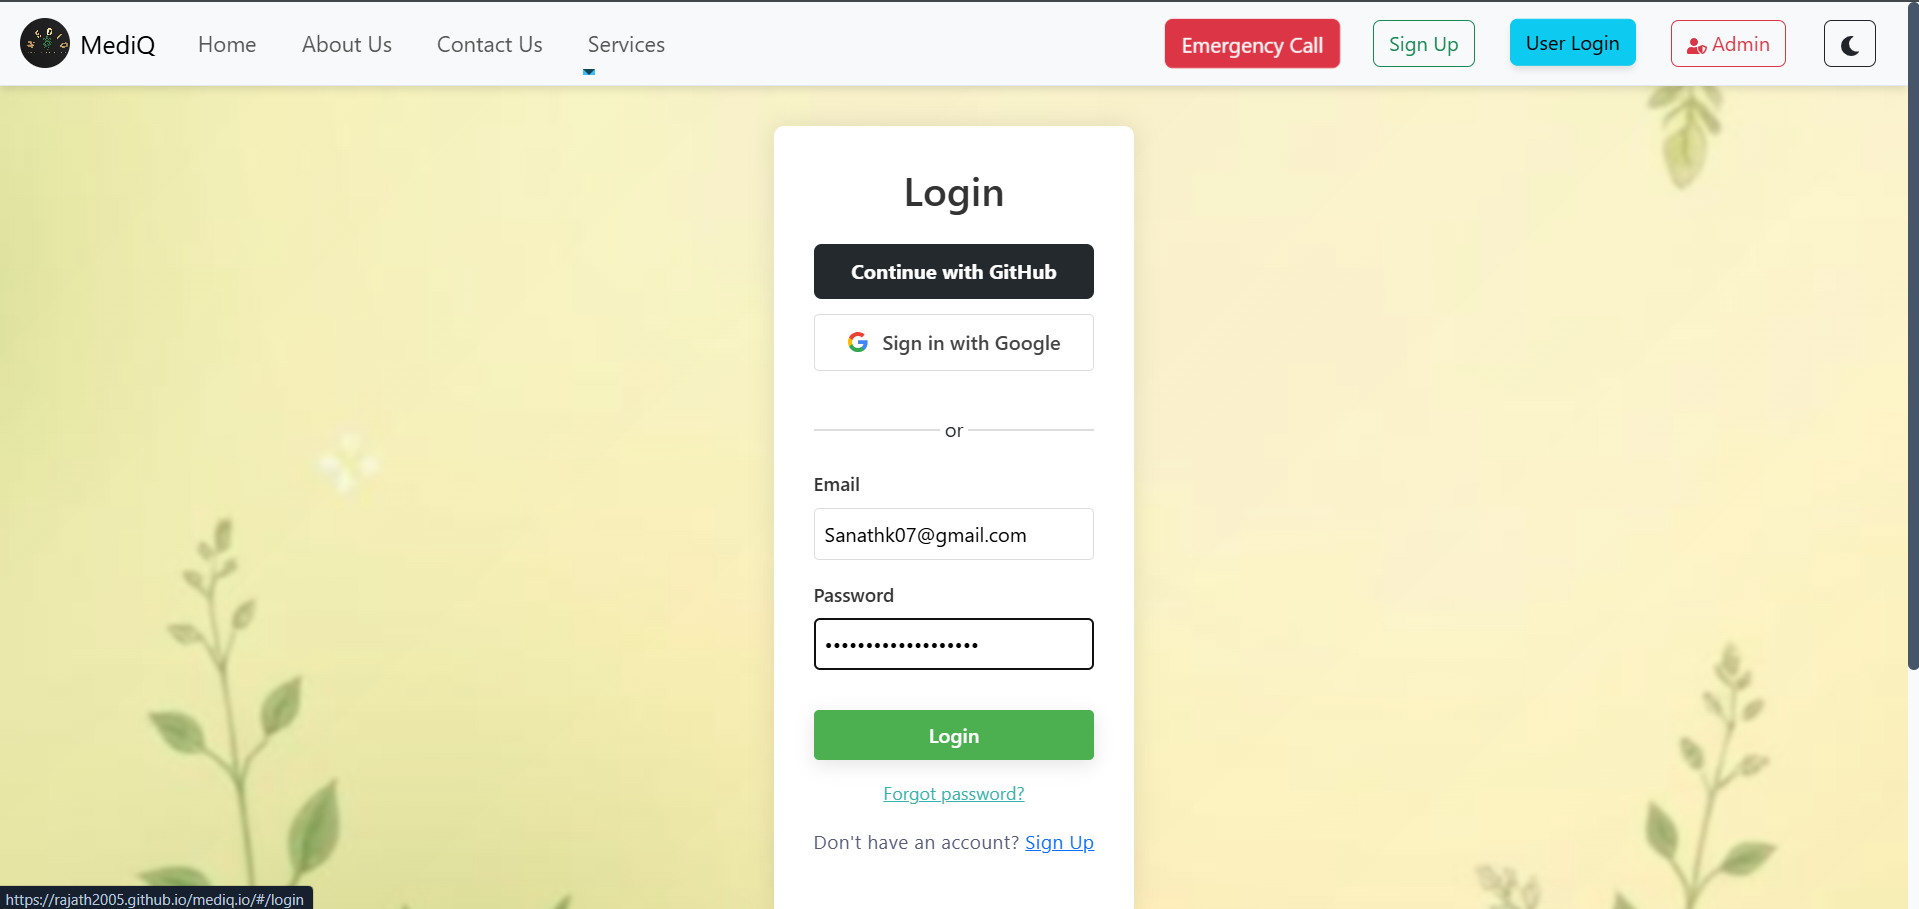 MediQ Home About Us Contact Us Services Emergency Call Sign Up User Login Admin
Login
Continue with GitHub
Sign in with Google
or
Email
Sanathk07@gmail.com
Password
•••••••••••••••••••
Login
Forgot password?
Don't have an account? Sign Up
https://rajath2005.github.io/mediq.io/#/login